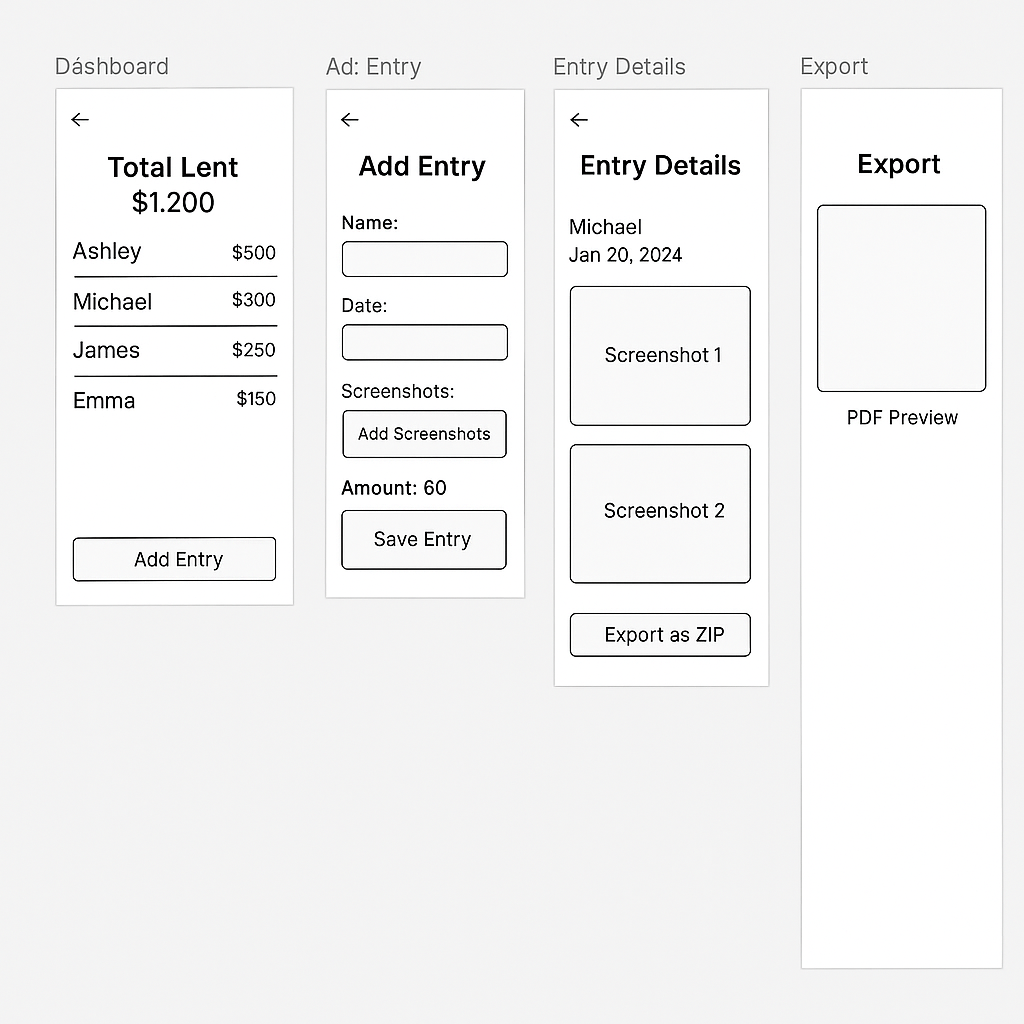 Dáshboard
Total Lent
$1.200
Ashley $500
Michael $300
James $250
Emma $150
Add Entry
Ad: Entry
Add Entry
Name:
Date:
Screenshots:
Add Screenshots
Amount: 60
Save Entry
Entry Details
Entry Details
Michael
Jan 20, 2024
Screenshot 1
Screenshot 2
Export as ZIP
Export
Export
PDF Preview